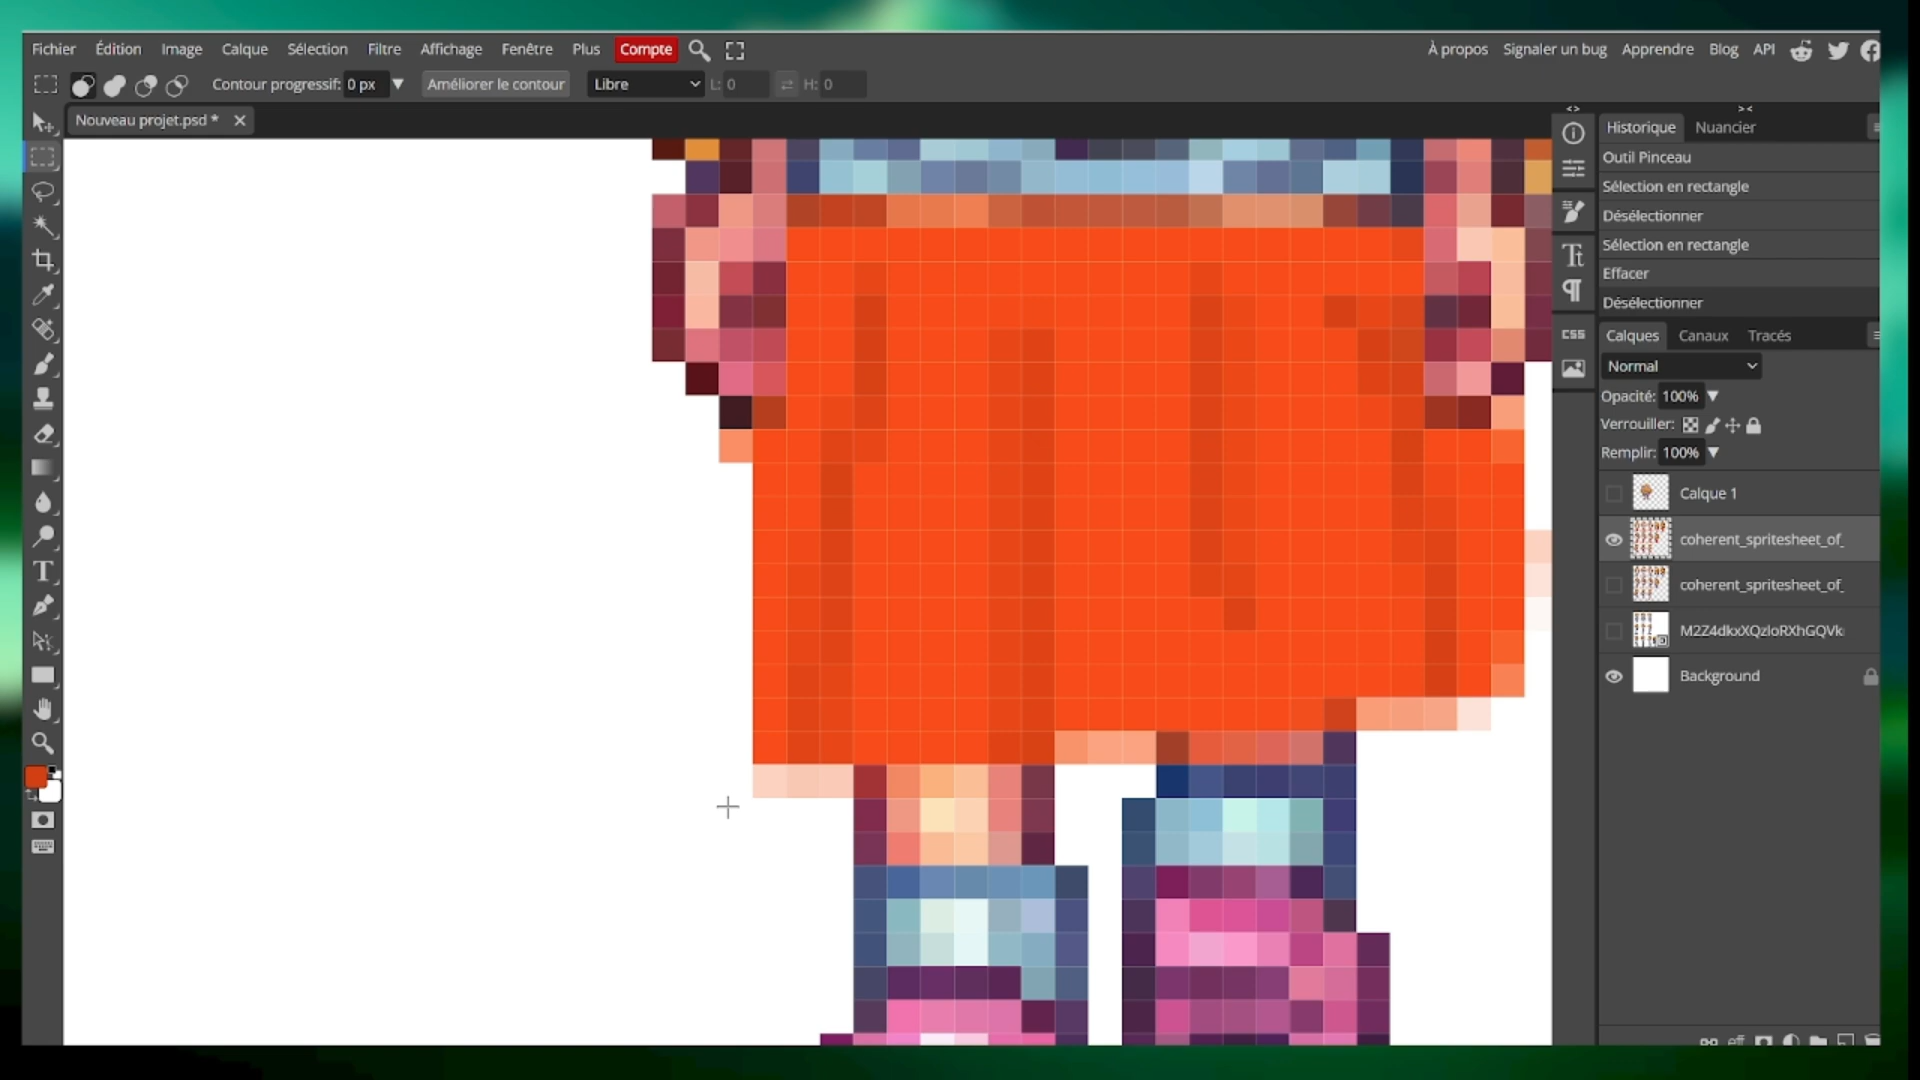 Fichier Édition Image Calque Sélection Filtre Affichage Fenêtre Plus Compte À propos Signaler un bug Apprendre Blog API
Contour progressif: 0 px Améliorer le contour Libre L: 0 H: 0
Nouveau projet.psd *
Historique Nuancier
Outil Pinceau
Sélection en rectangle
Désélectionner
Sélection en rectangle
Effacer
Désélectionner
CSS
Calques Canaux Tracés
Normal
Opacité: 100%
Verrouiller:
Remplir: 100%
Calque 1
coherent_spritesheet_of_
coherent_spritesheet_of_
Background
eff